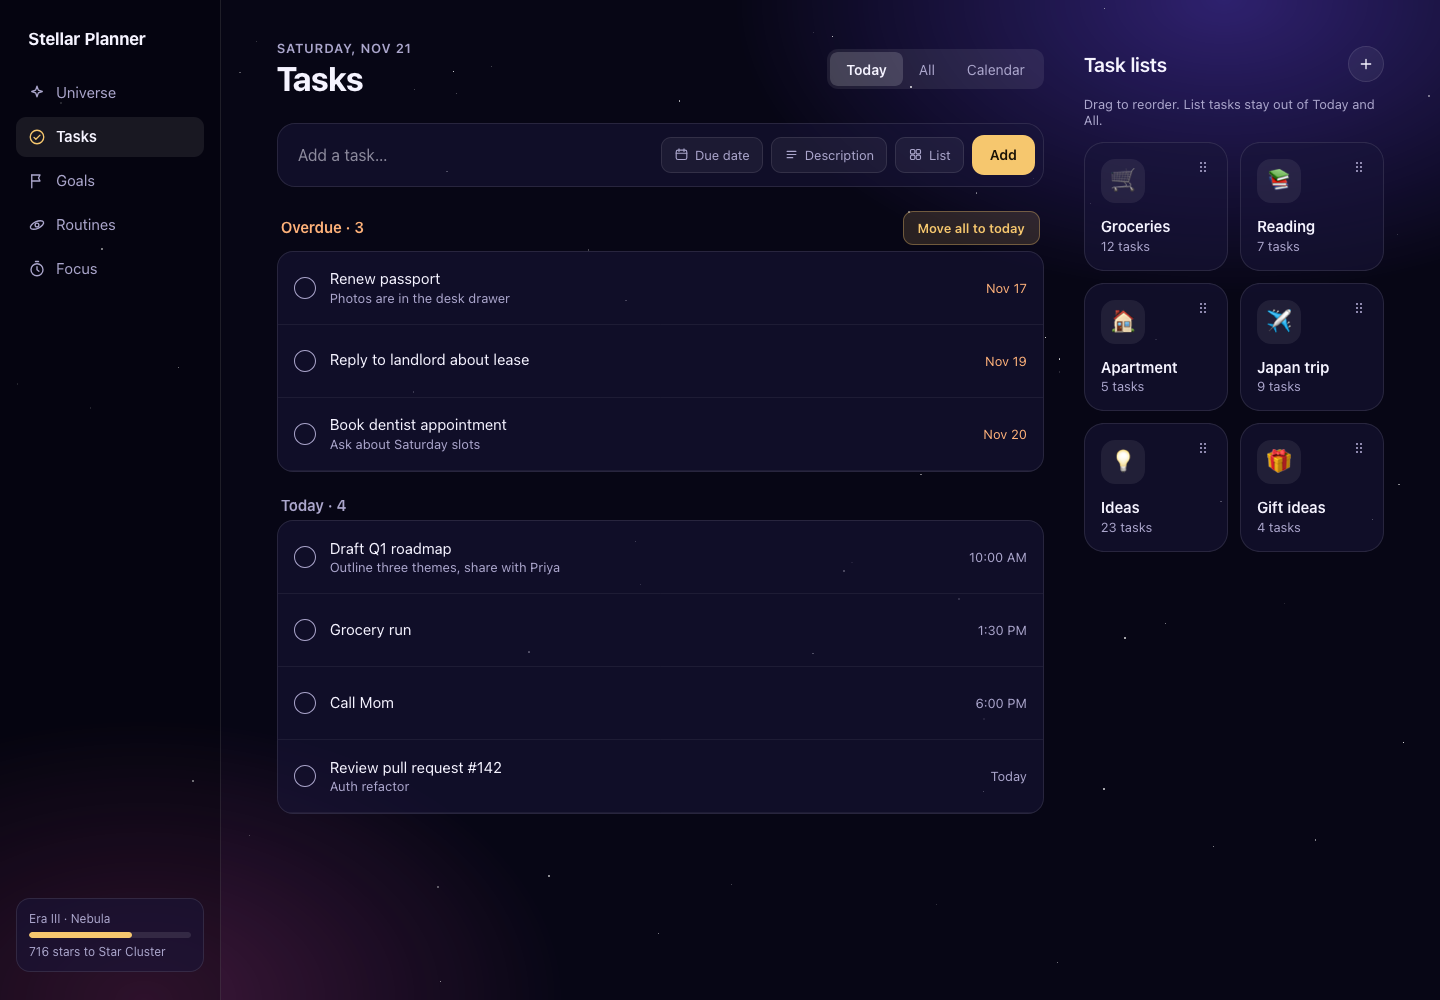 Stellar Planner
Universe
Tasks
Goals
Routines
Focus
Era III · Nebula
716 stars to Star Cluster
SATURDAY, NOV 21
Tasks
Today
All
Calendar
Add a task...
Due date
Description
List
Add
Overdue · 3
Move all to today
Renew passport
Photos are in the desk drawer
Nov 17
Reply to landlord about lease
Nov 19
Book dentist appointment
Ask about Saturday slots
Nov 20
Today · 4
Draft Q1 roadmap
Outline three themes, share with Priya
10:00 AM
Grocery run
1:30 PM
Call Mom
6:00 PM
Review pull request #142
Auth refactor
Today
Task lists
Drag to reorder. List tasks stay out of Today and
All.
Groceries
12 tasks
Reading
7 tasks
Apartment
5 tasks
Japan trip
9 tasks
Ideas
23 tasks
Gift ideas
4 tasks